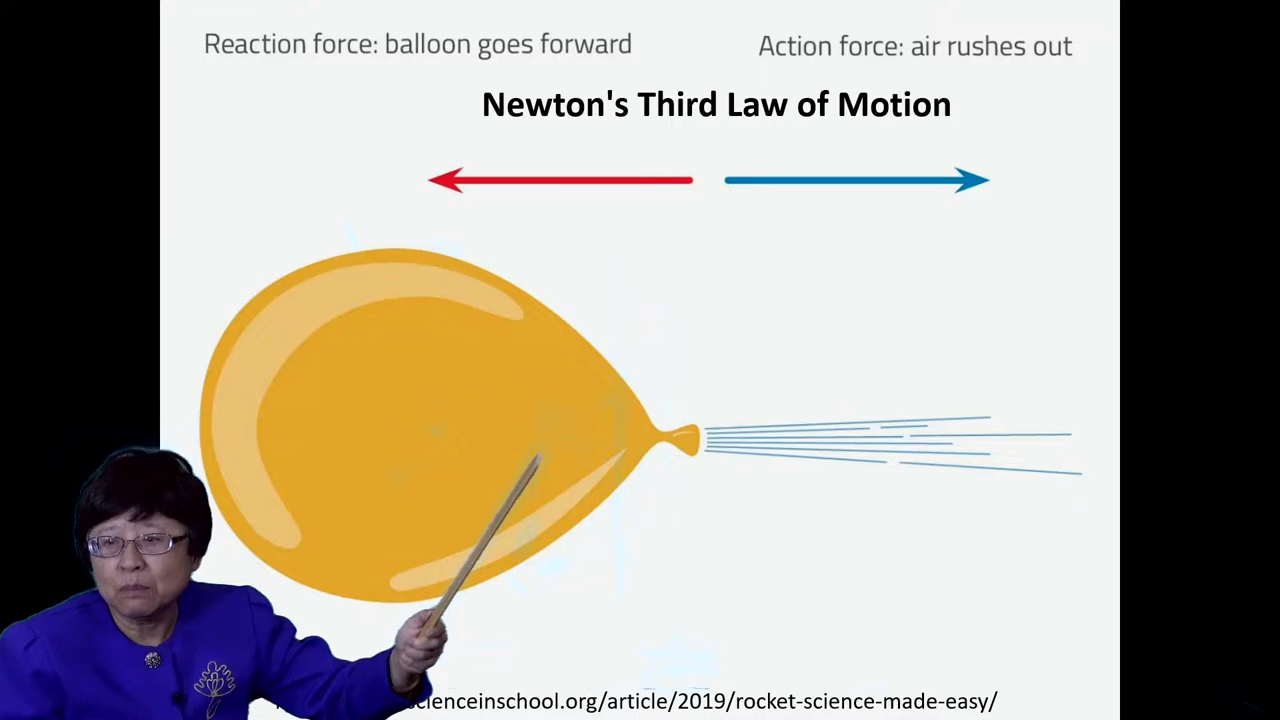 Reaction force: balloon goes forward
Action force: air rushes out
Newton's Third Law of Motion
scienceinschool.org/article/2019/rocket-science-made-easy/